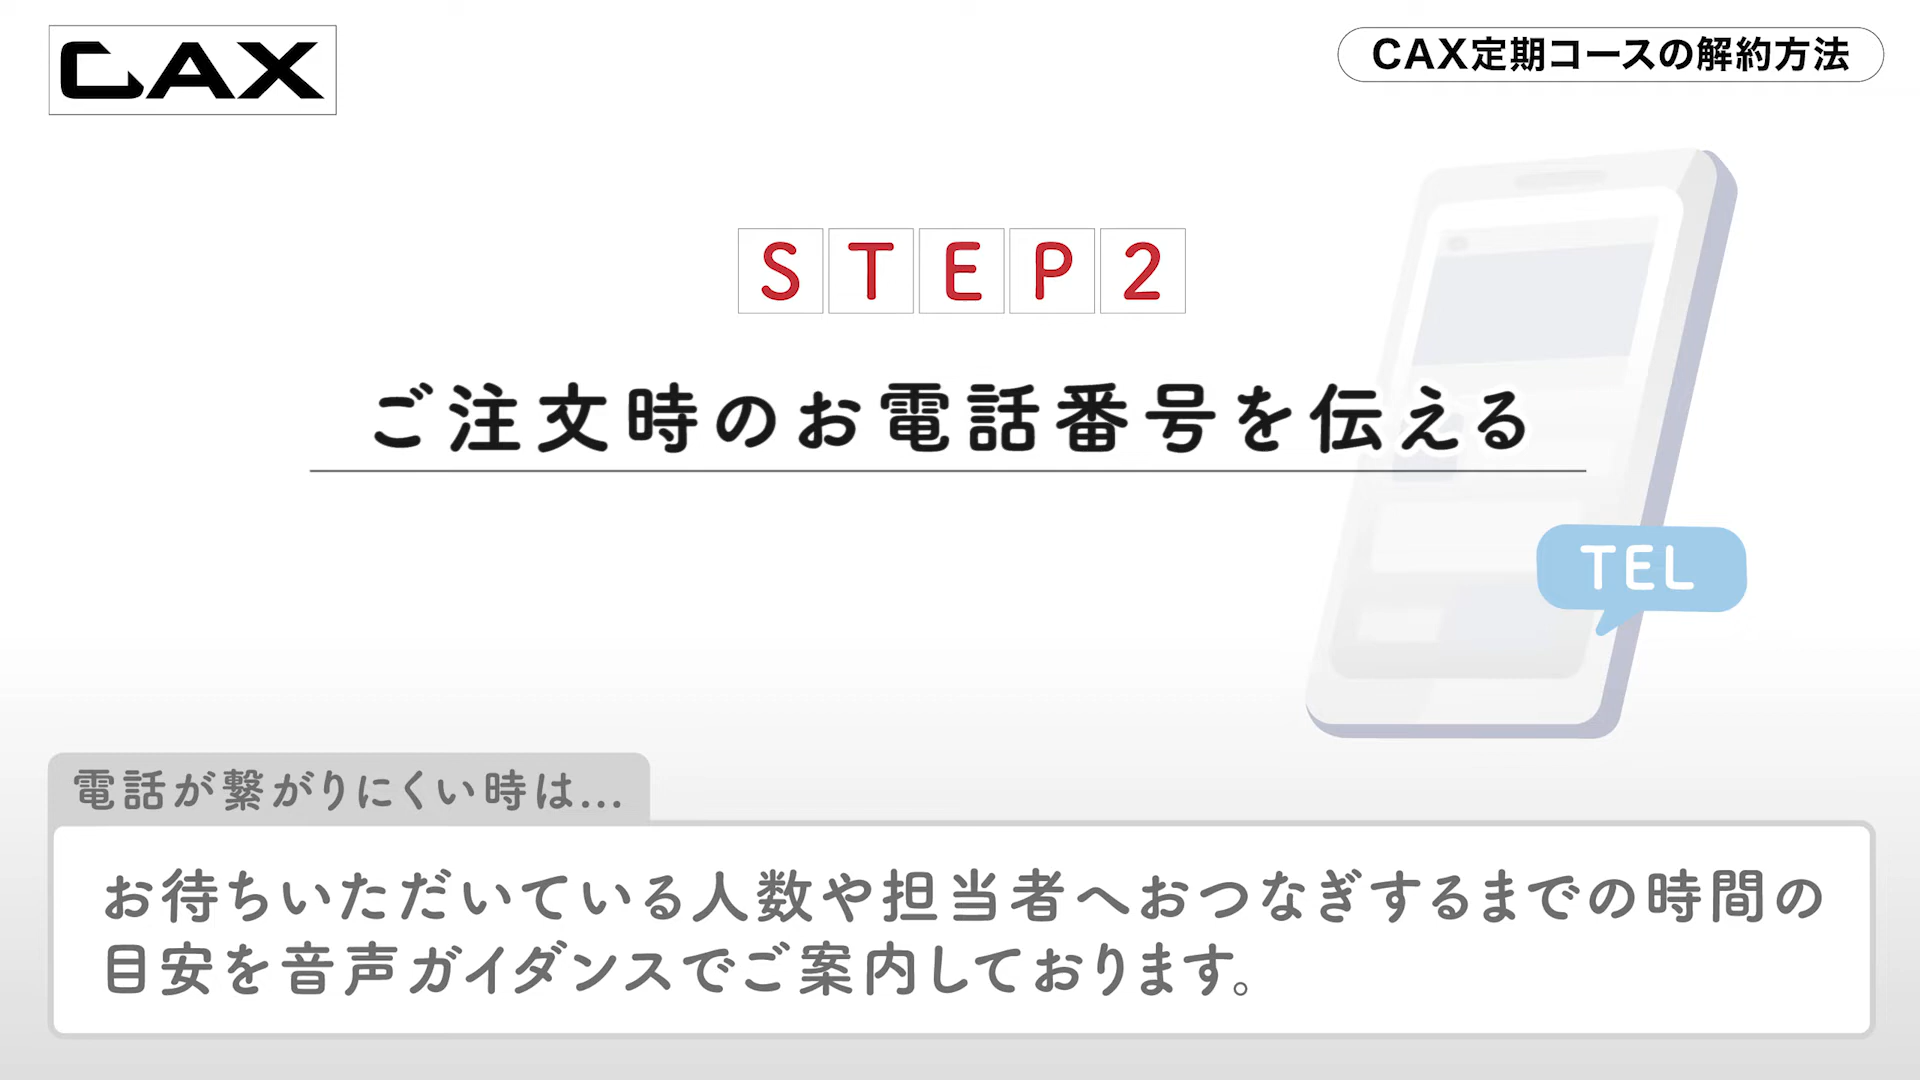 CAX
CAX定期コースの解約方法
STEP2
ご注文時のお電話番号を伝える
TEL
電話が繋がりにくい時は...
お待ちいただいている人数や担当者へおつなぎするまでの時間の
目安を音声ガイダンスでご案内しております。